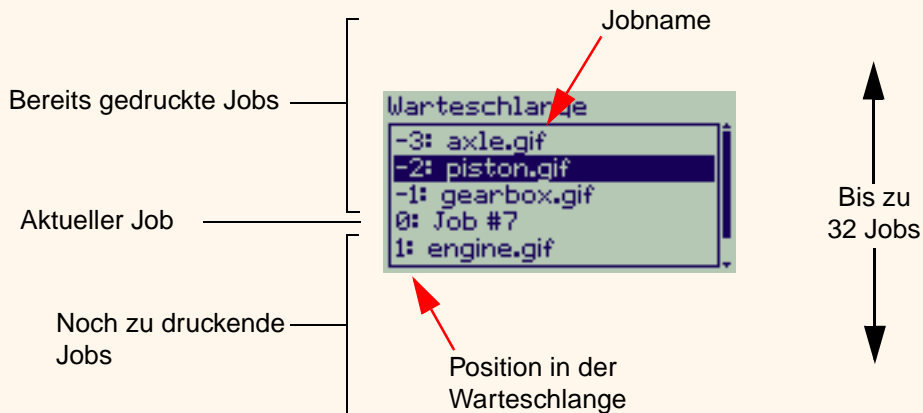 Jobname
Bereits gedruckte Jobs
Warteschlange
-3: axle.gif
-2: piston.gif
-1: gearbox.gif
0: Job #7
1: engine.gif
Aktueller Job
Bis zu
32 Jobs
Noch zu druckende
Jobs
Position in der
Warteschlange